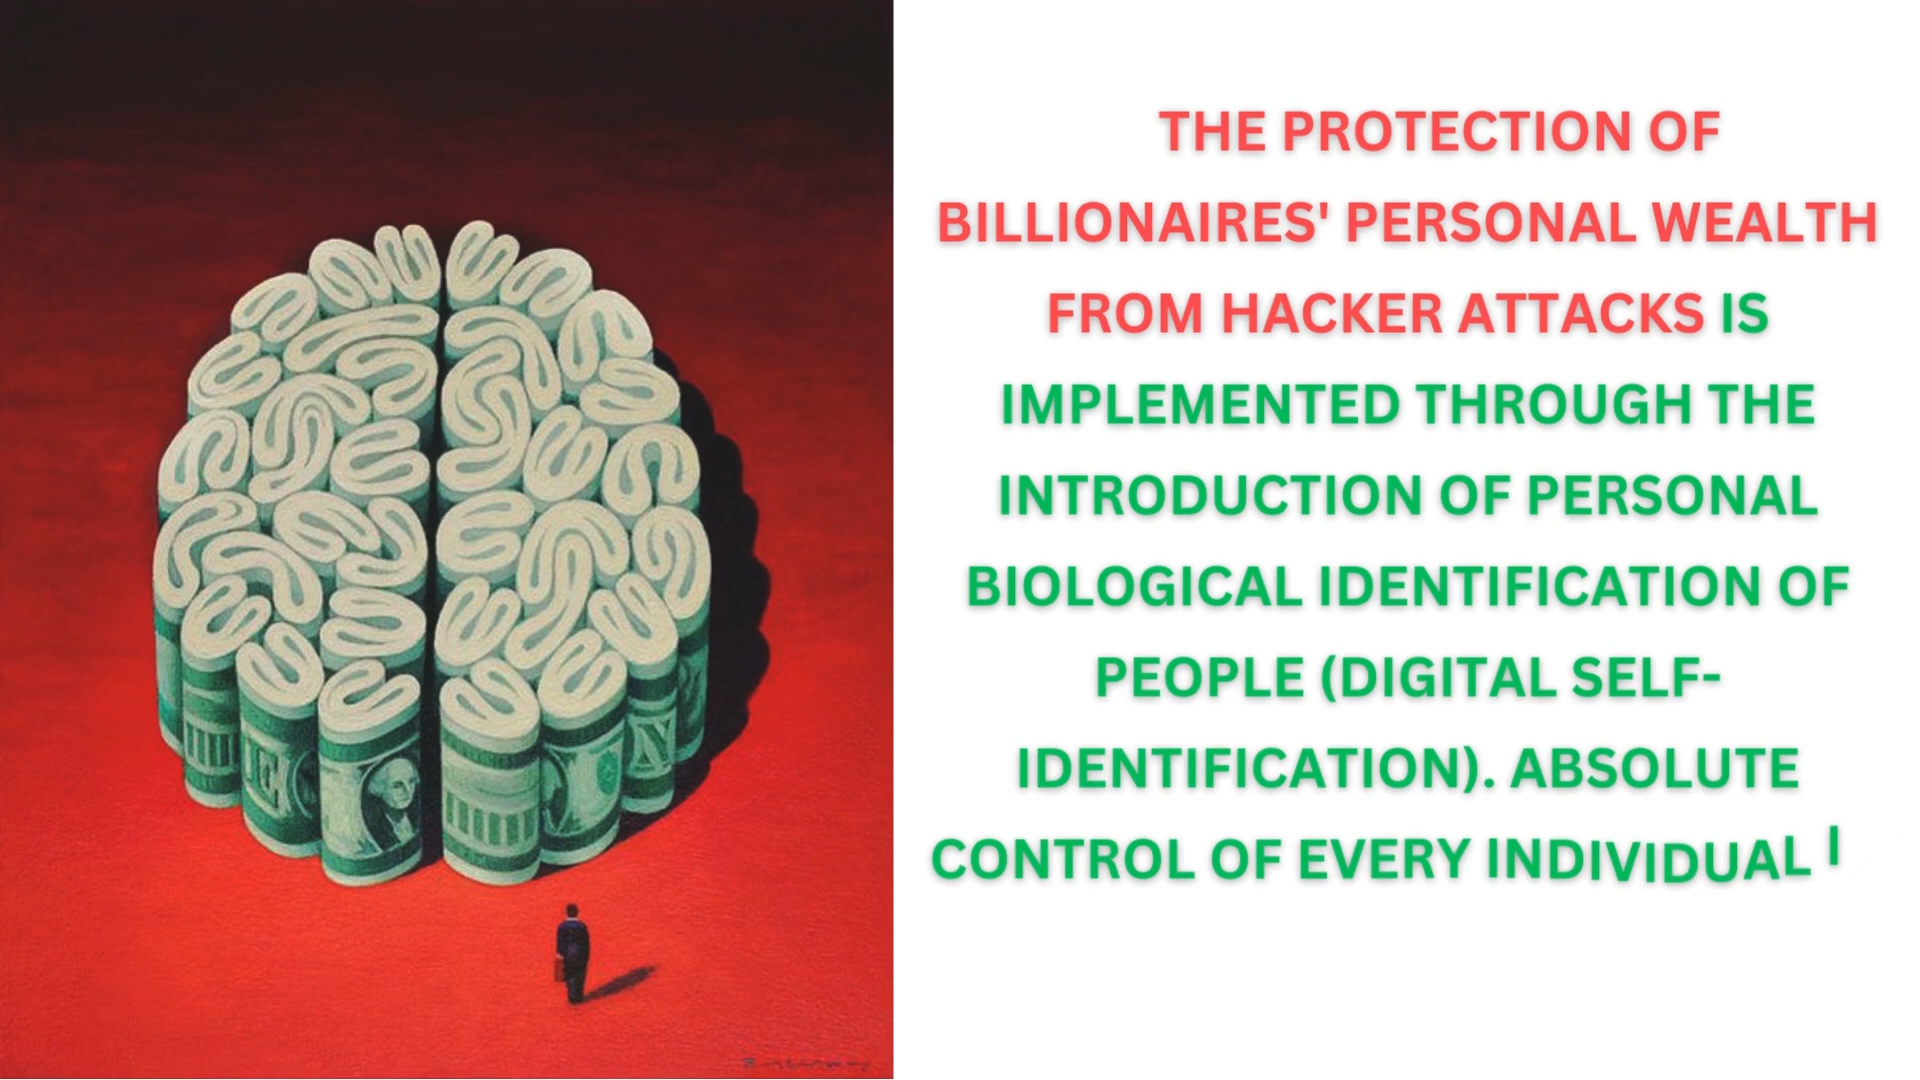 THE PROTECTION OF
BILLIONAIRES' PERSONAL WEALTH
FROM HACKER ATTACKS IS
IMPLEMENTED THROUGH THE
INTRODUCTION OF PERSONAL
BIOLOGICAL IDENTIFICATION OF
PEOPLE (DIGITAL SELF-
IDENTIFICATION). ABSOLUTE
CONTROL OF EVERY INDIVIDUAL I